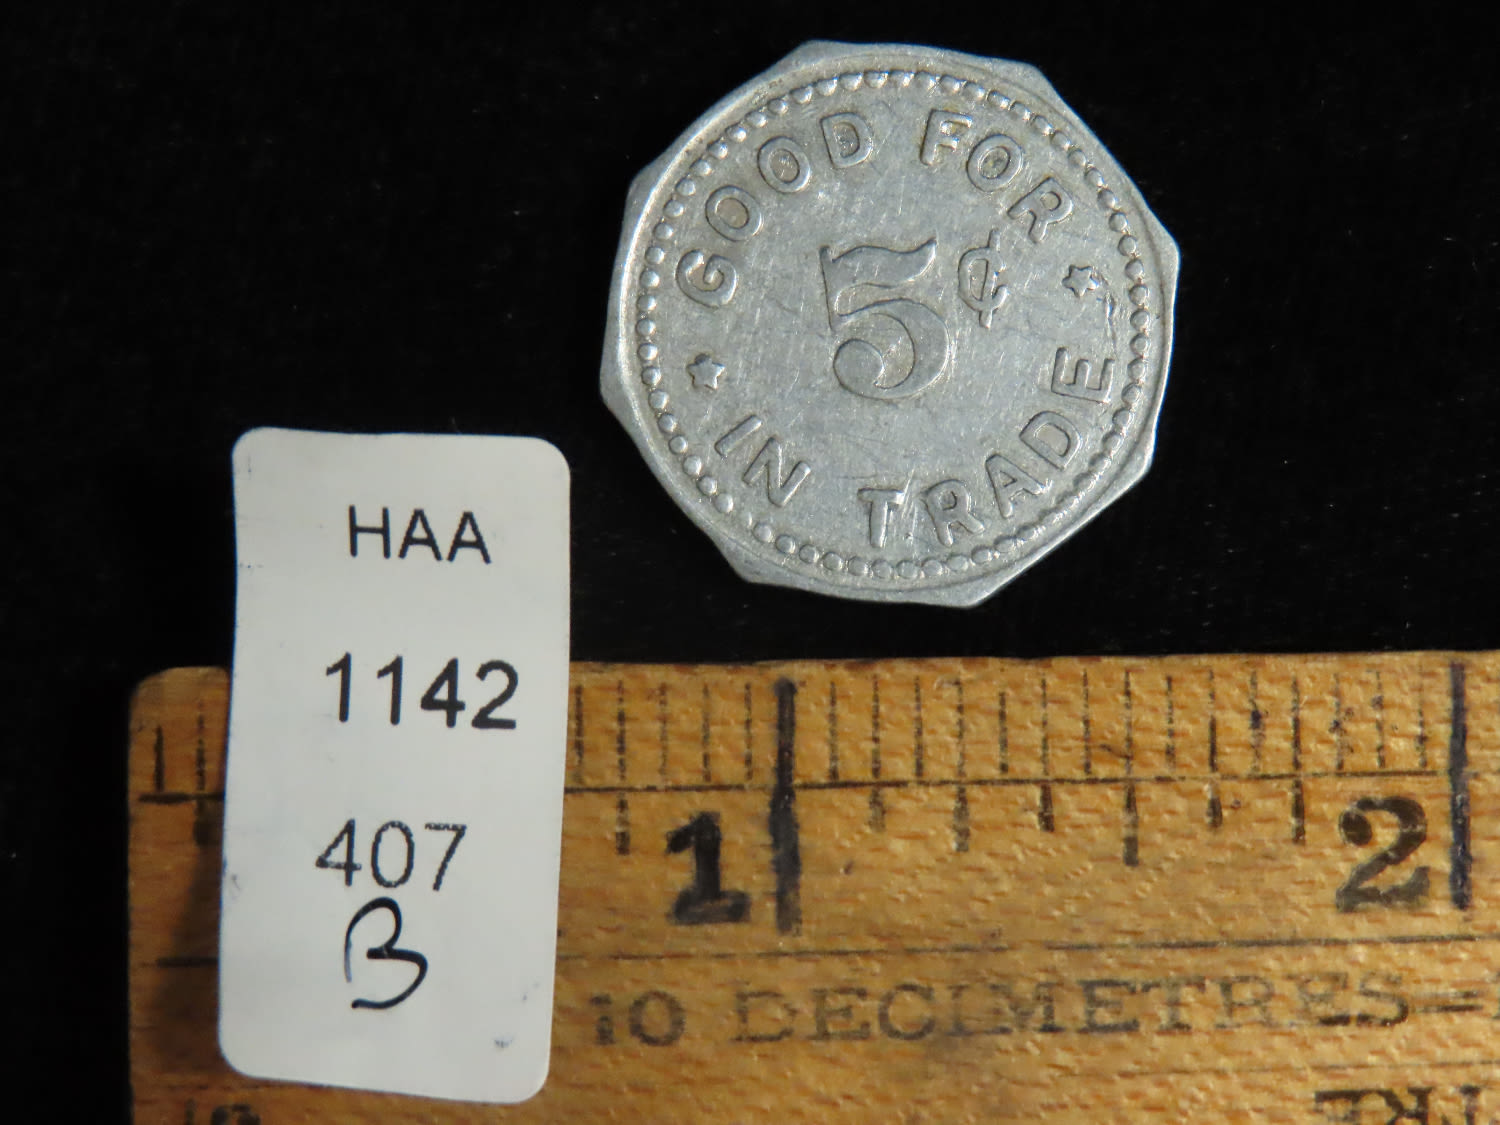 GOOD FOR
5¢
IN TRADE
HAA
1142
407
B
1
2
10 DECIMETRES=